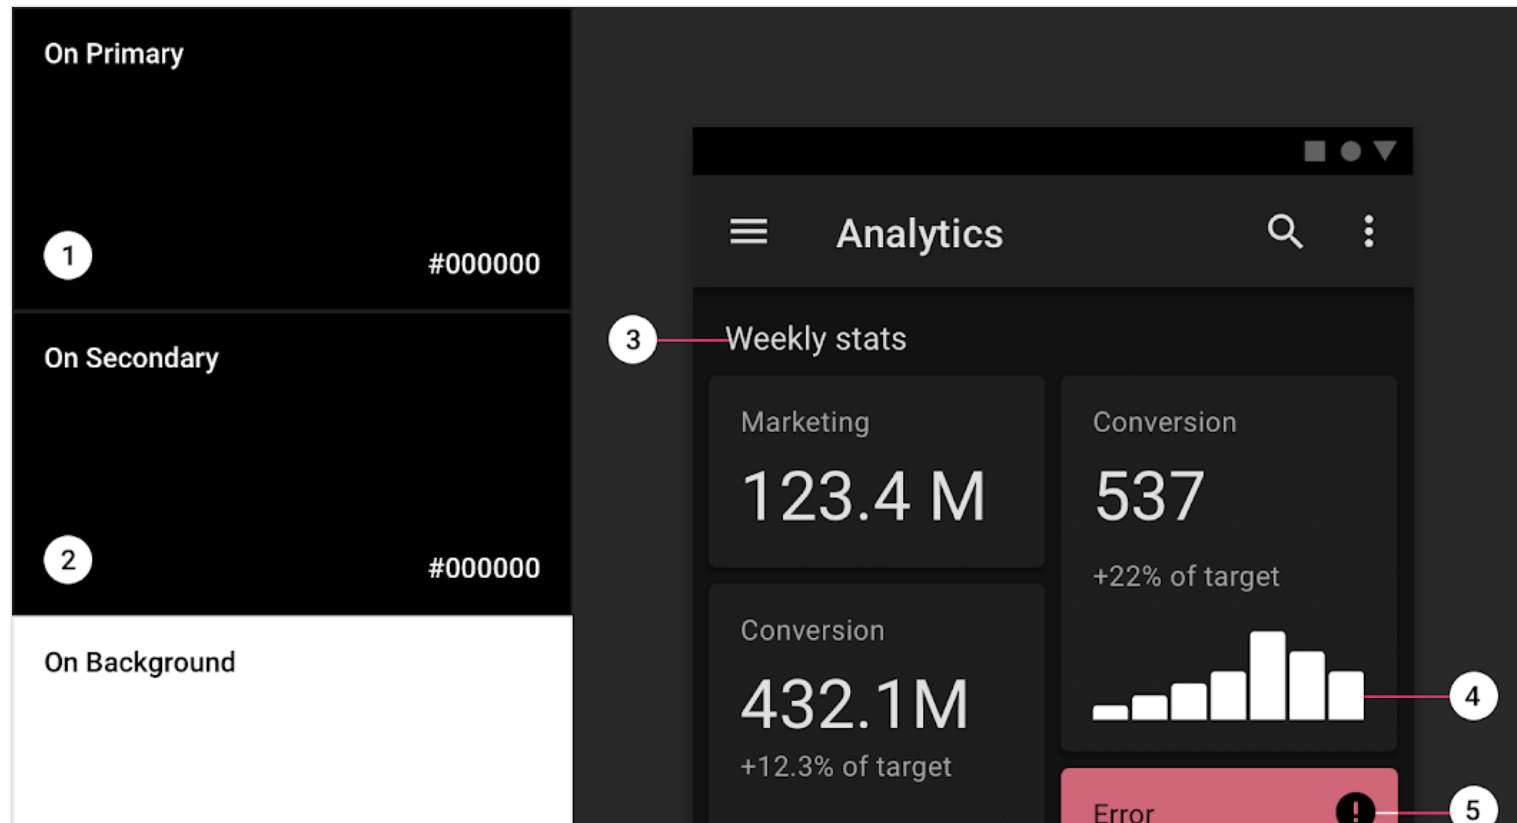 On Primary
1
#000000
On Secondary
2
#000000
On Background
Analytics
3
Weekly stats
Marketing
123.4 M
Conversion
432.1M
+12.3% of target
Conversion
537
+22% of target
4
Error
!
5